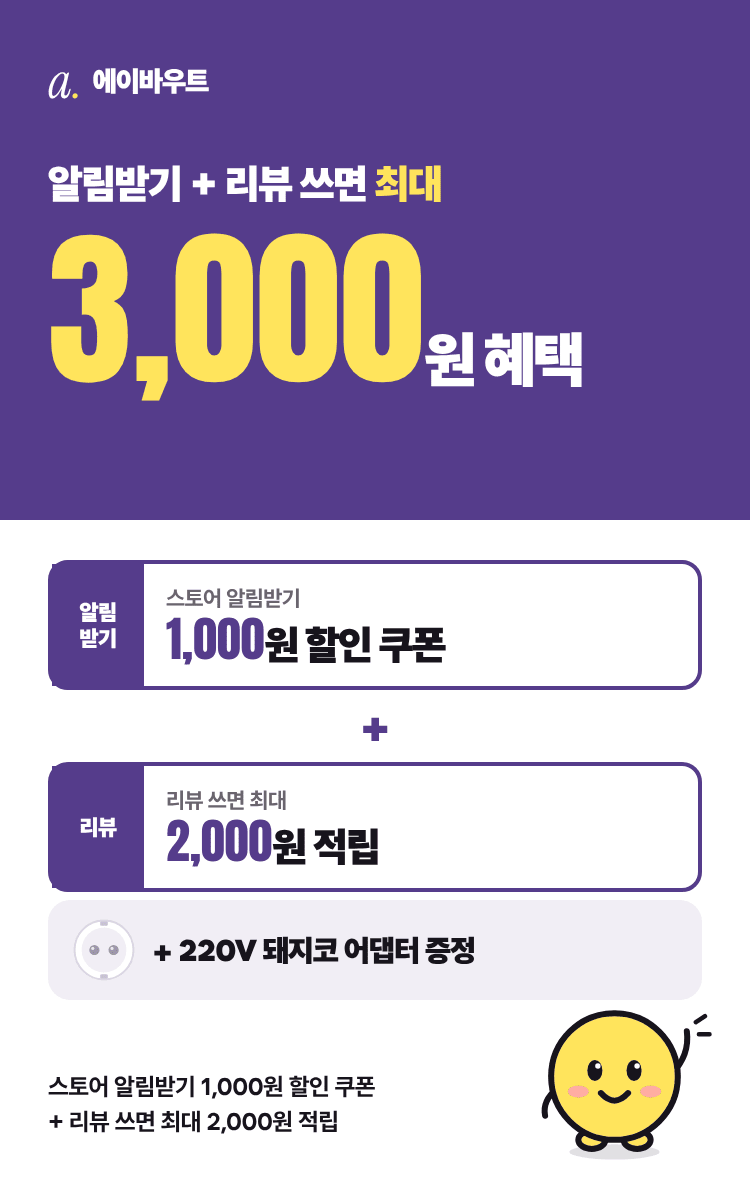 a. 에이바우트
알림받기 + 리뷰 쓰면 최대
3,000원 혜택
알림
받기
스토어 알림받기
1,000원 할인 쿠폰
+
리뷰
리뷰 쓰면 최대
2,000원 적립
+ 220V 돼지코 어댑터 증정
스토어 알림받기 1,000원 할인 쿠폰
+ 리뷰 쓰면 최대 2,000원 적립